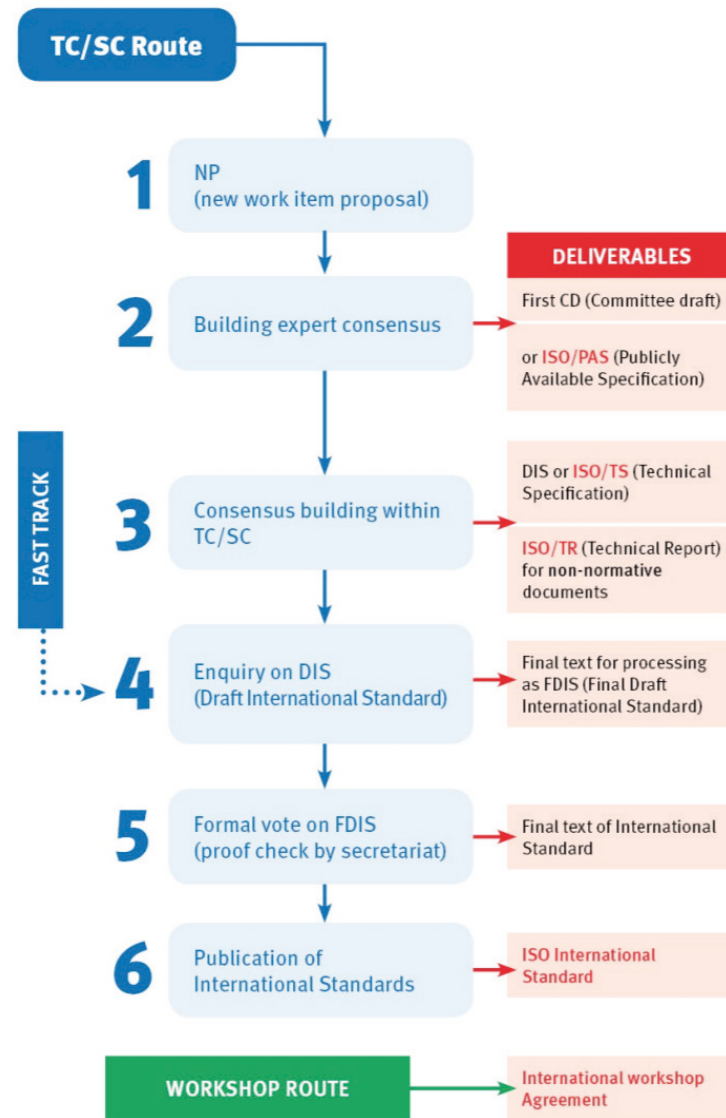 TC/SC Route
1
NP
(new work item proposal)
DELIVERABLES
2
Building expert consensus
First CD (Committee draft)
or ISO/PAS (Publicly
Available Specification)
FAST TRACK
3
Consensus building within
TC/SC
DIS or ISO/TS (Technical
Specification)
ISO/TR (Technical Report)
for non-normative
documents
4
Enquiry on DIS
(Draft International Standard)
Final text for processing
as FDIS (Final Draft
International Standard)
5
Formal vote on FDIS
(proof check by secretariat)
Final text of International
Standard
6
Publication of
International Standards
ISO International
Standard
WORKSHOP ROUTE
International workshop
Agreement